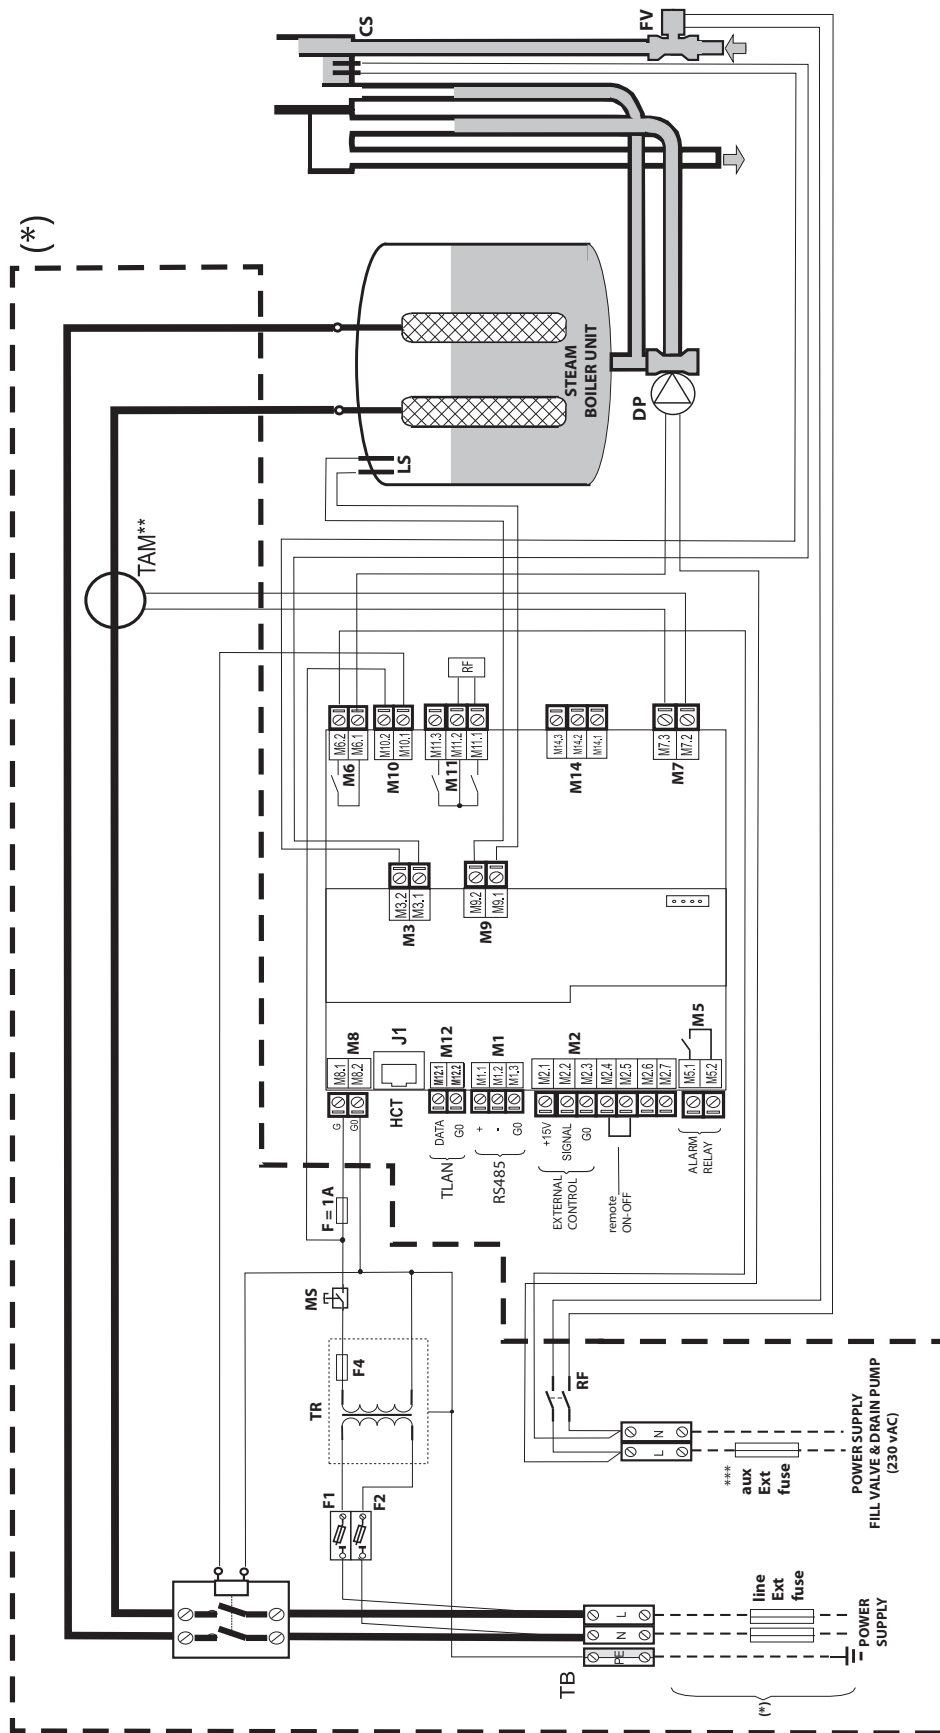 CS
FV
(*)
STEAM
BOILER UNIT
DP
LS
TAM**
RF
M6.2
M6.1
M6
M10.2
M10.1
M10
M11.3
M11.2
M11.1
M11
M14.3
M14.2
M14.1
M14
M7.3
M7.2
M7
M3.2
M3.1
M3
M9.2
M9.1
M9
M8.1
M8.2
M8
J1
M12.1
M12.2
M12
M1.1
M1.2
M1.3
M1
M2.1
M2.2
M2.3
M2.4
M2.5
M2.6
M2.7
M2
M5.1
M5.2
M5
G
G0
HCT
DATA
G0
TLAN
+
-
G0
RS485
+15V
SIGNAL
G0
EXTERNAL
CONTROL
remote
ON-OFF
ALARM
RELAY
F = 1 A
MS
F4
TR
F1
F2
RF
N
L
***
aux
Ext
fuse
POWER SUPPLY
FILL VALVE & DRAIN PUMP
(230 vAC)
L
N
PE
TB
line
Ext
fuse
POWER
SUPPLY
(*)